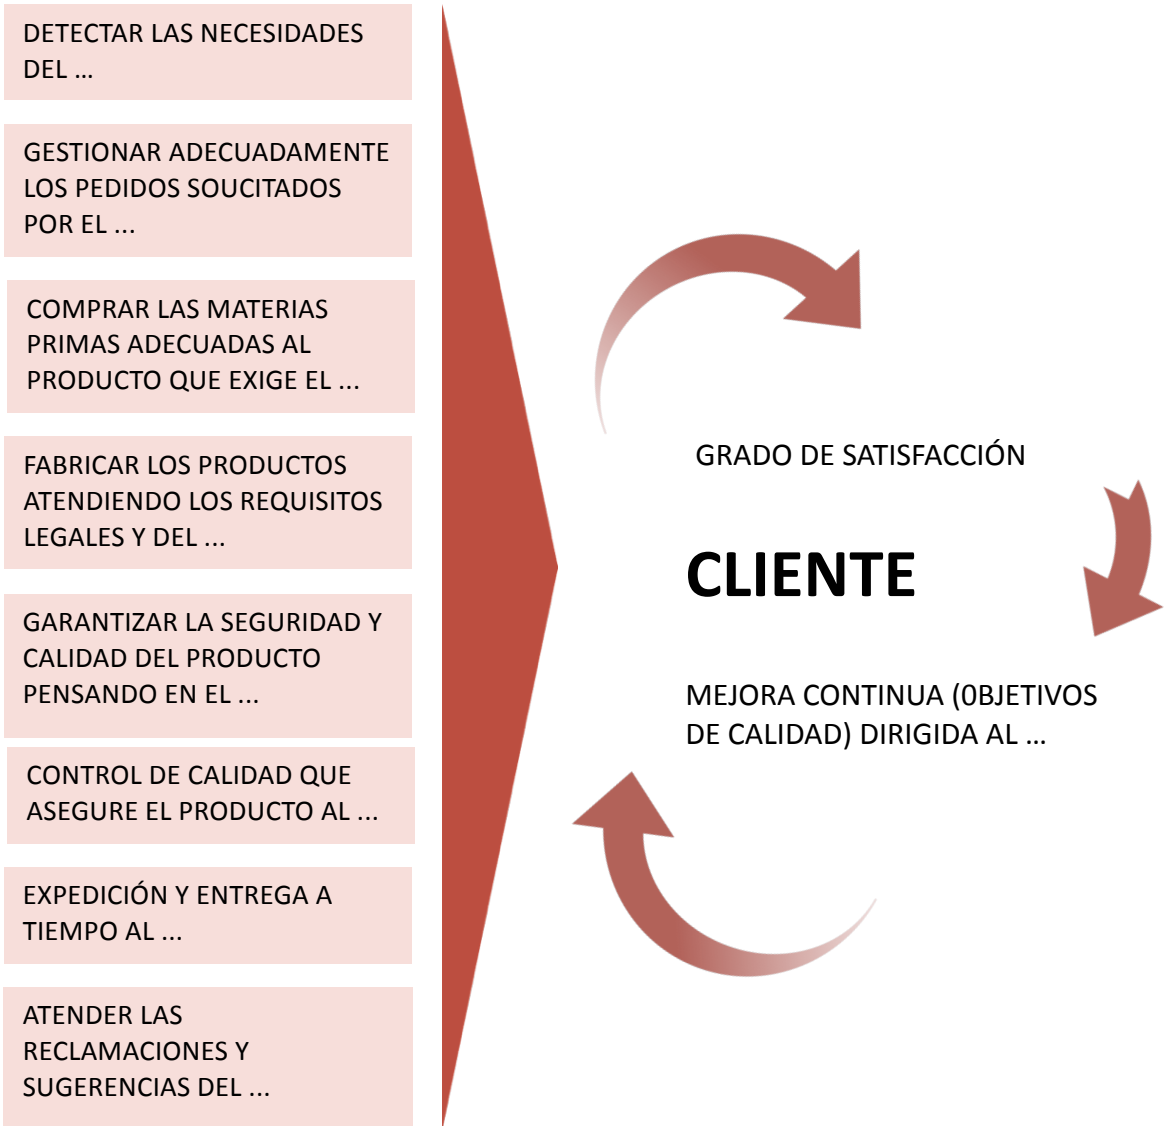 DETECTAR LAS NECESIDADES
DEL ...
GESTIONAR ADECUADAMENTE
LOS PEDIDOS SOUCITADOS
POR EL ...
COMPRAR LAS MATERIAS
PRIMAS ADECUADAS AL
PRODUCTO QUE EXIGE EL ...
FABRICAR LOS PRODUCTOS
ATENDIENDO LOS REQUISITOS
LEGALES Y DEL ...
GARANTIZAR LA SEGURIDAD Y
CALIDAD DEL PRODUCTO
PENSANDO EN EL ...
CONTROL DE CALIDAD QUE
ASEGURE EL PRODUCTO AL ...
EXPEDICIÓN Y ENTREGA A
TIEMPO AL ...
ATENDER LAS
RECLAMACIONES Y
SUGERENCIAS DEL ...
GRADO DE SATISFACCIÓN
CLIENTE
MEJORA CONTINUA (0BJETIVOS
DE CALIDAD) DIRIGIDA AL ...